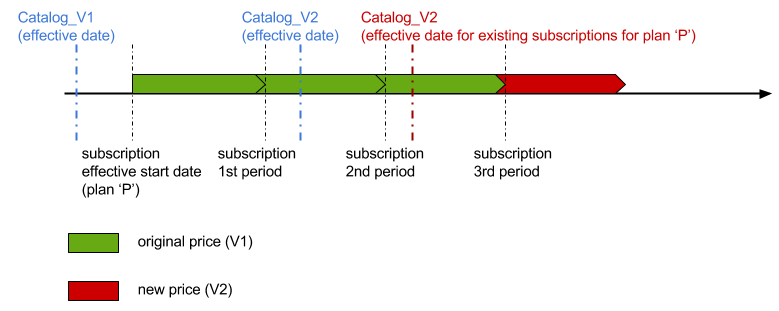 Catalog_V1
(effective date)
Catalog_V2
(effective date)
Catalog_V2
(effective date for existing subscriptions for plan ‘P’)
subscription
effective start date
(plan ‘P’)
subscription
1st period
subscription
2nd period
subscription
3rd period
original price (V1)
new price (V2)